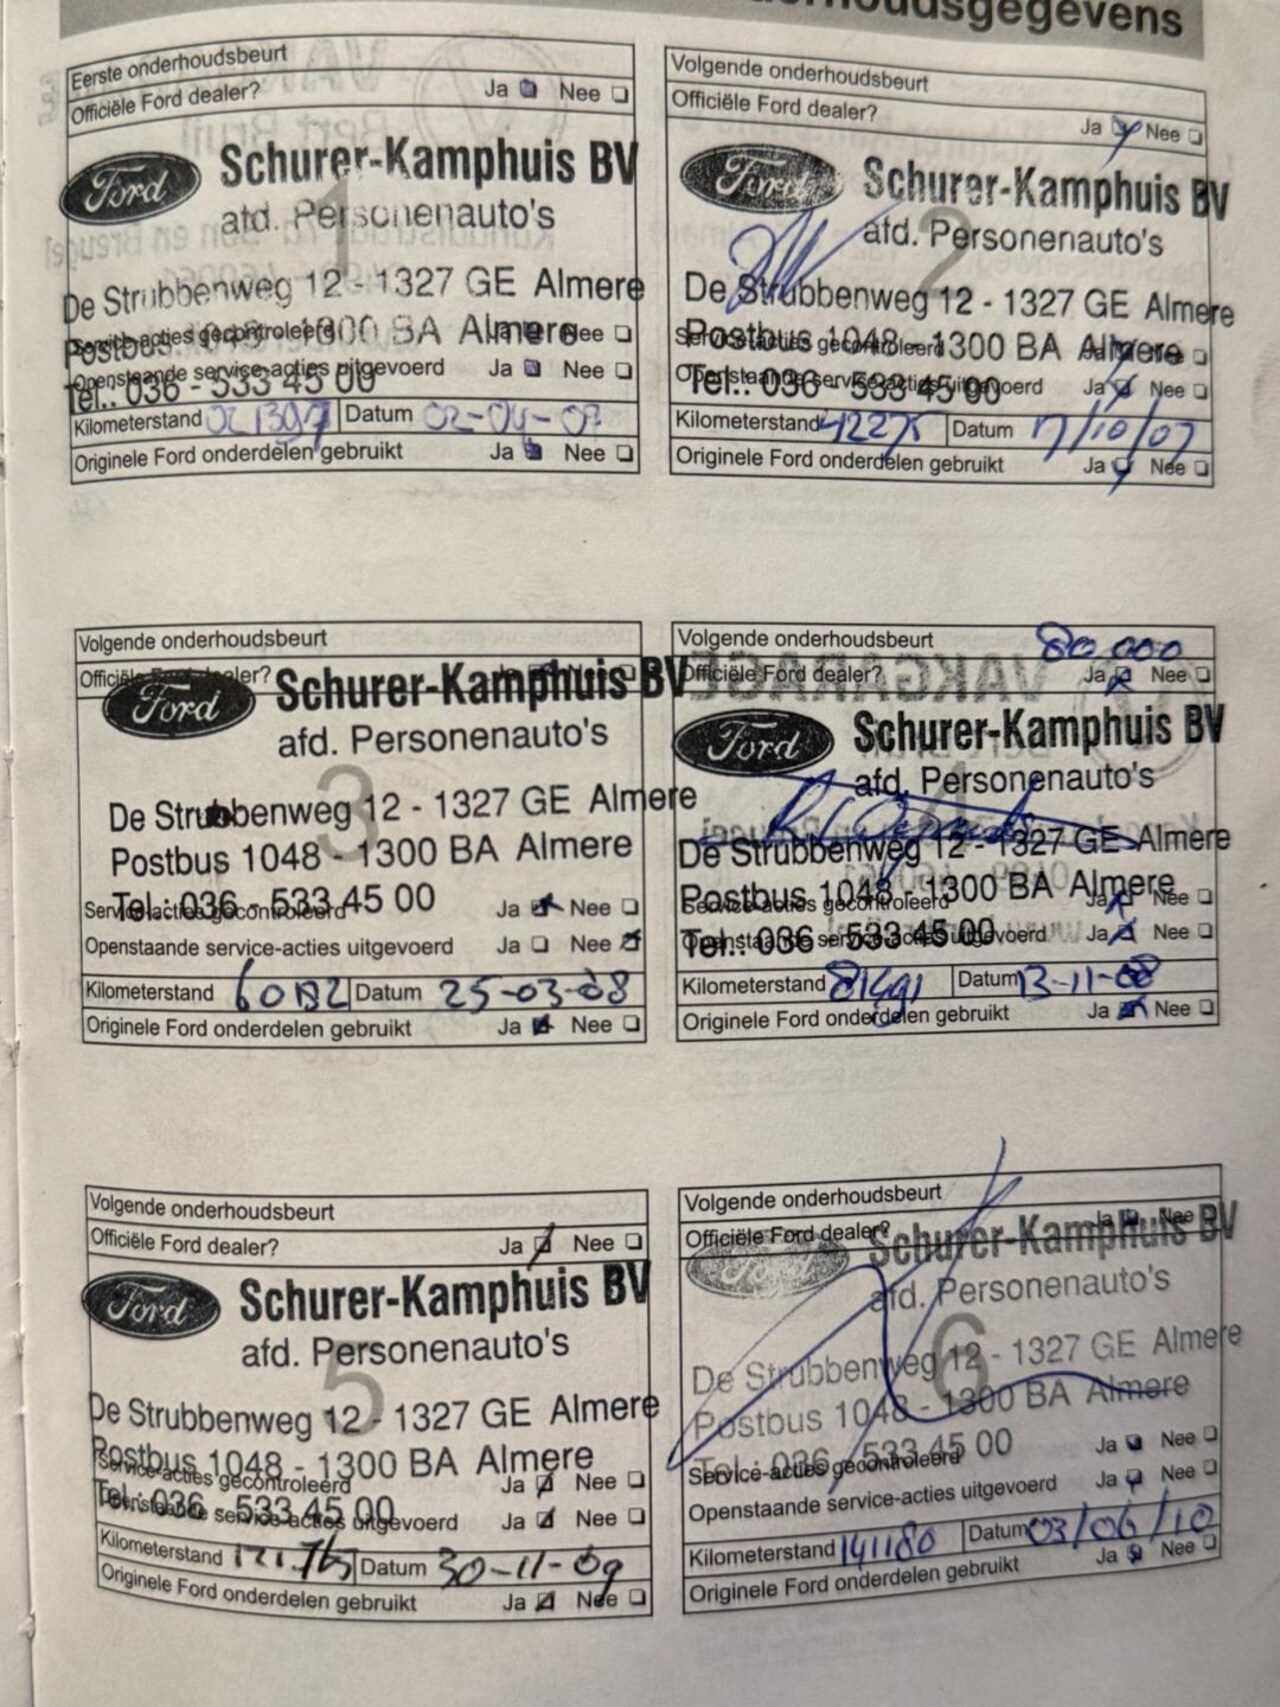 onderhoudsgegevens
Eerste onderhoudsbeurt
Officiële Ford dealer? Ja Nee
Ford Schurer-Kamphuis BV
afd. Personenauto's
1
De Strubbenweg 12 - 1327 GE Almere
Postbus 1048 - 1300 BA Almere
Service-acties gecontroleerd Ja Nee
Openstaande service-acties uitgevoerd Ja Nee
Tel.: 036 - 533 45 00
Kilometerstand Datum 02-04-07
Originele Ford onderdelen gebruikt Ja Nee
Volgende onderhoudsbeurt
Officiële Ford dealer? Ja Nee
Ford Schurer-Kamphuis BV
afd. Personenauto's
2
De Strubbenweg 12 - 1327 GE Almere
Postbus 1048 - 1300 BA Almere
Service-acties gecontroleerd Ja Nee
Openstaande service-acties uitgevoerd Ja Nee
Tel.: 036 - 533 45 00
Kilometerstand 42275 Datum 17/10/07
Originele Ford onderdelen gebruikt Ja Nee
Volgende onderhoudsbeurt
Officiële Ford dealer? Ja Nee
Ford Schurer-Kamphuis BV
afd. Personenauto's
3
De Strubbenweg 12 - 1327 GE Almere
Postbus 1048 - 1300 BA Almere
Tel.: 036 - 533 45 00
Service-acties gecontroleerd Ja Nee
Openstaande service-acties uitgevoerd Ja Nee
Kilometerstand Datum 25-03-08
Originele Ford onderdelen gebruikt Ja Nee
Volgende onderhoudsbeurt 80.000
Officiële Ford dealer? Ja Nee
Ford Schurer-Kamphuis BV
afd. Personenauto's
4
De Strubbenweg 12 - 1327 GE Almere
Postbus 1048 - 1300 BA Almere
Service-acties gecontroleerd Ja Nee
Openstaande service-acties uitgevoerd Ja Nee
Tel.: 036 - 533 45 00
Kilometerstand Datum 13-11-08
Originele Ford onderdelen gebruikt Ja Nee
Volgende onderhoudsbeurt
Officiële Ford dealer? Ja Nee
Ford Schurer-Kamphuis BV
afd. Personenauto's
5
De Strubbenweg 12 - 1327 GE Almere
Postbus 1048 - 1300 BA Almere
Service-acties gecontroleerd Ja Nee
Tel.: 036 - 533 45 00
Openstaande service-acties uitgevoerd Ja Nee
Kilometerstand Datum 30-11-09
Originele Ford onderdelen gebruikt Ja Nee
Volgende onderhoudsbeurt
Officiële Ford dealer? Ja Nee
Ford Schurer-Kamphuis BV
afd. Personenauto's
6
De Strubbenweg 12 - 1327 GE Almere
Postbus 1048 - 1300 BA Almere
Tel.: 036 - 533 45 00
Service-acties gecontroleerd Ja Nee
Openstaande service-acties uitgevoerd Ja Nee
Kilometerstand 141180 Datum 03/06/10
Originele Ford onderdelen gebruikt Ja Nee